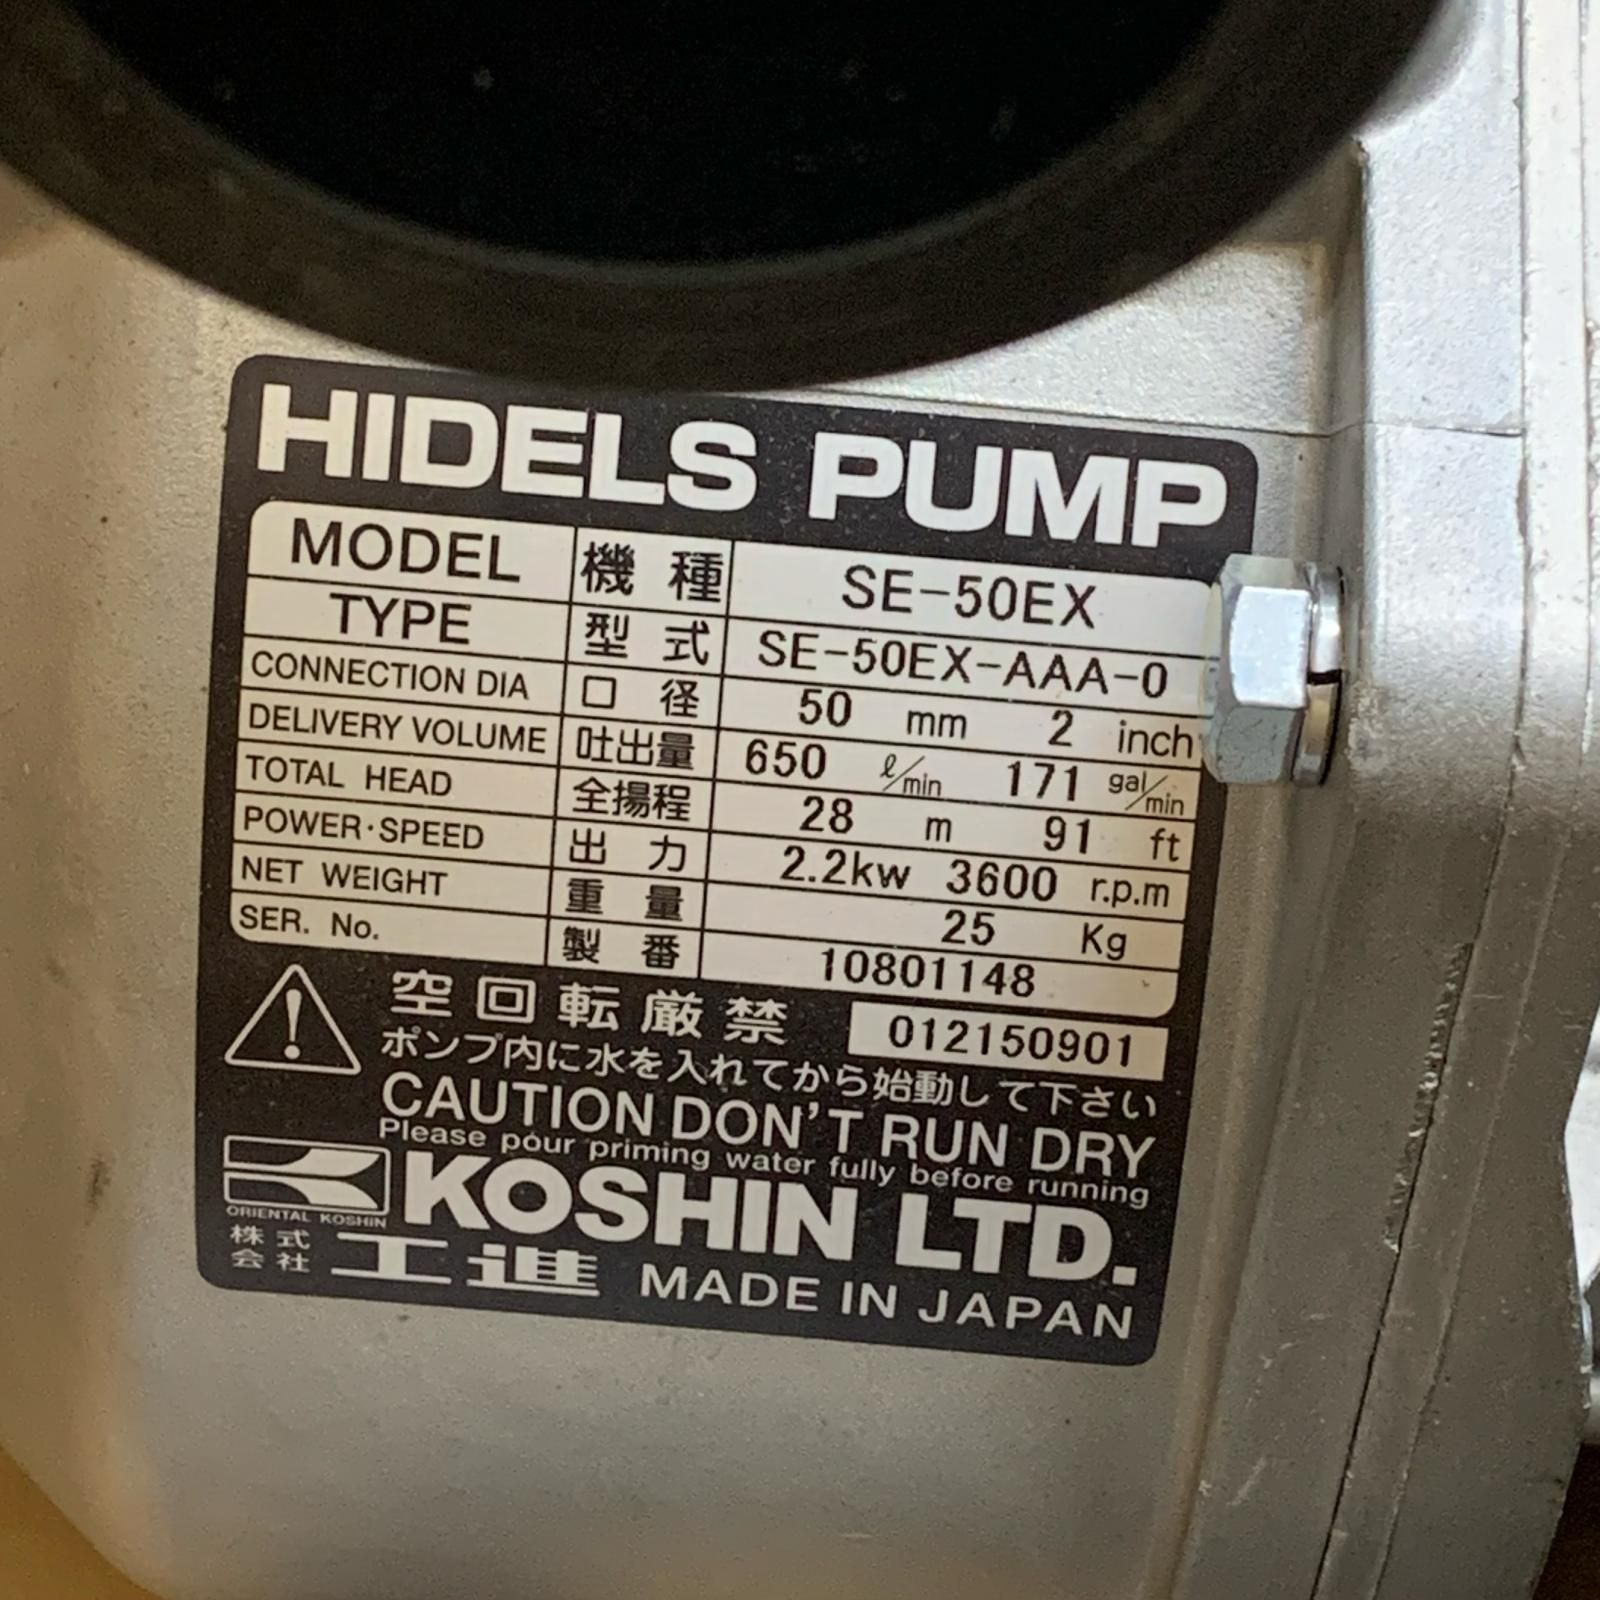 HIDELS PUMP
MODEL 機種 SE-50EX
TYPE 型式 SE-50EX-AAA-0
CONNECTION DIA 口径 50 mm 2 inch
DELIVERY VOLUME 吐出量 650 ℓ/min 171 gal/min
TOTAL HEAD 全揚程 28 m 91 ft
POWER·SPEED 出力 2.2kw 3600 r.p.m
NET WEIGHT 重量 25 Kg
SER. No. 製番 10801148
空回転厳禁 012150901
ポンプ内に水を入れてから始動して下さい
CAUTION DON'T RUN DRY
Please pour priming water fully before running
ORIENTAL KOSHIN KOSHIN LTD.
株式会社 工進 MADE IN JAPAN